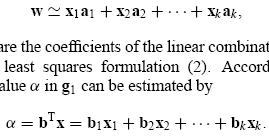 w ≃ x₁a₁ + x₂a₂ + · · · + xₖaₖ,
are the coefficients of the linear combinat
least squares formulation (2). Accord
alue α in g₁ can be estimated by
α = bᵀx = b₁x₁ + b₂x₂ + · · · + bₖxₖ.